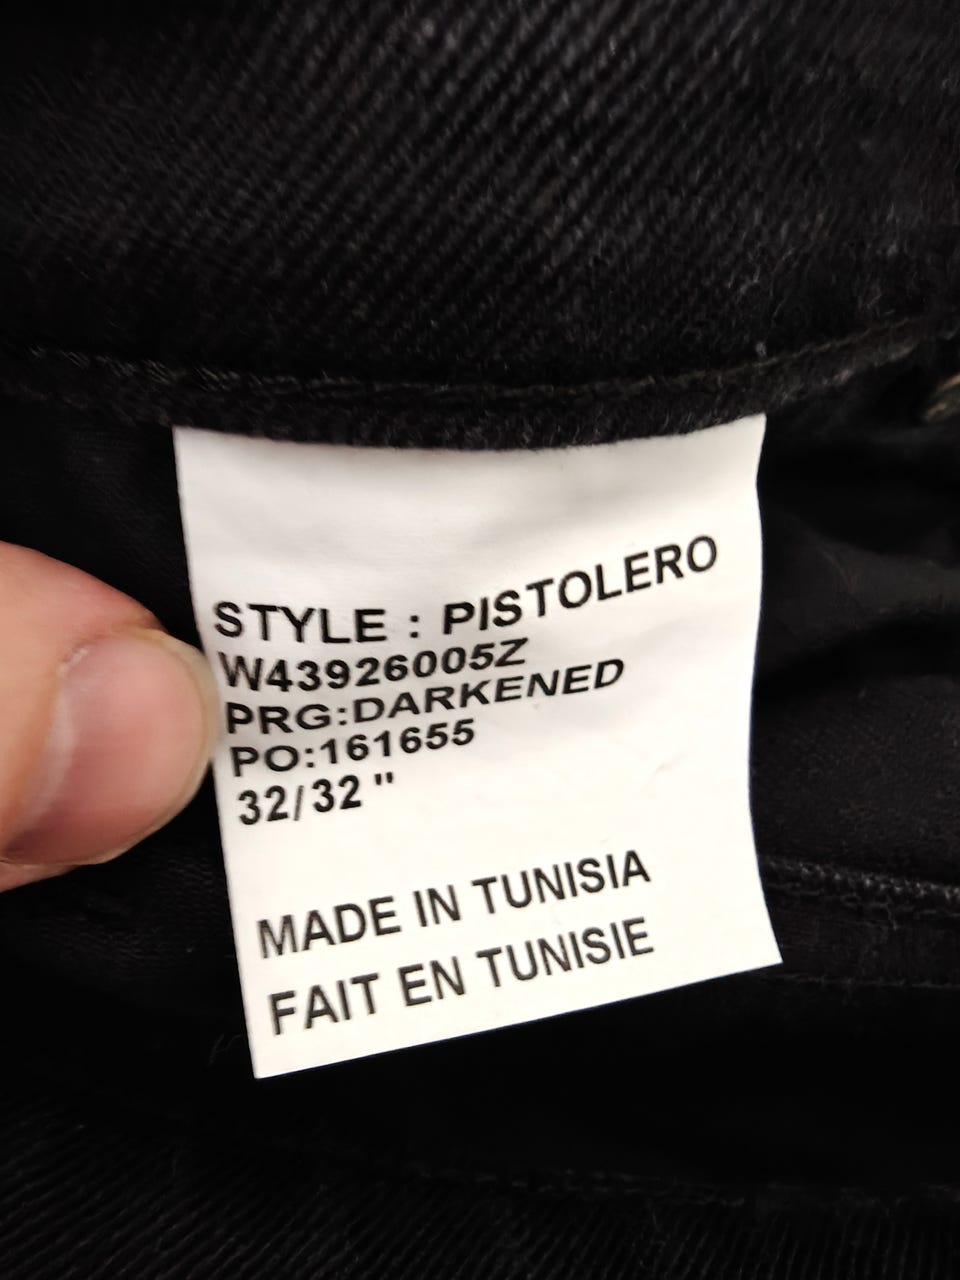 STYLE : PISTOLERO
W43926005Z
PRG:DARKENED
PO:161655
32/32 "
MADE IN TUNISIA
FAIT EN TUNISIE